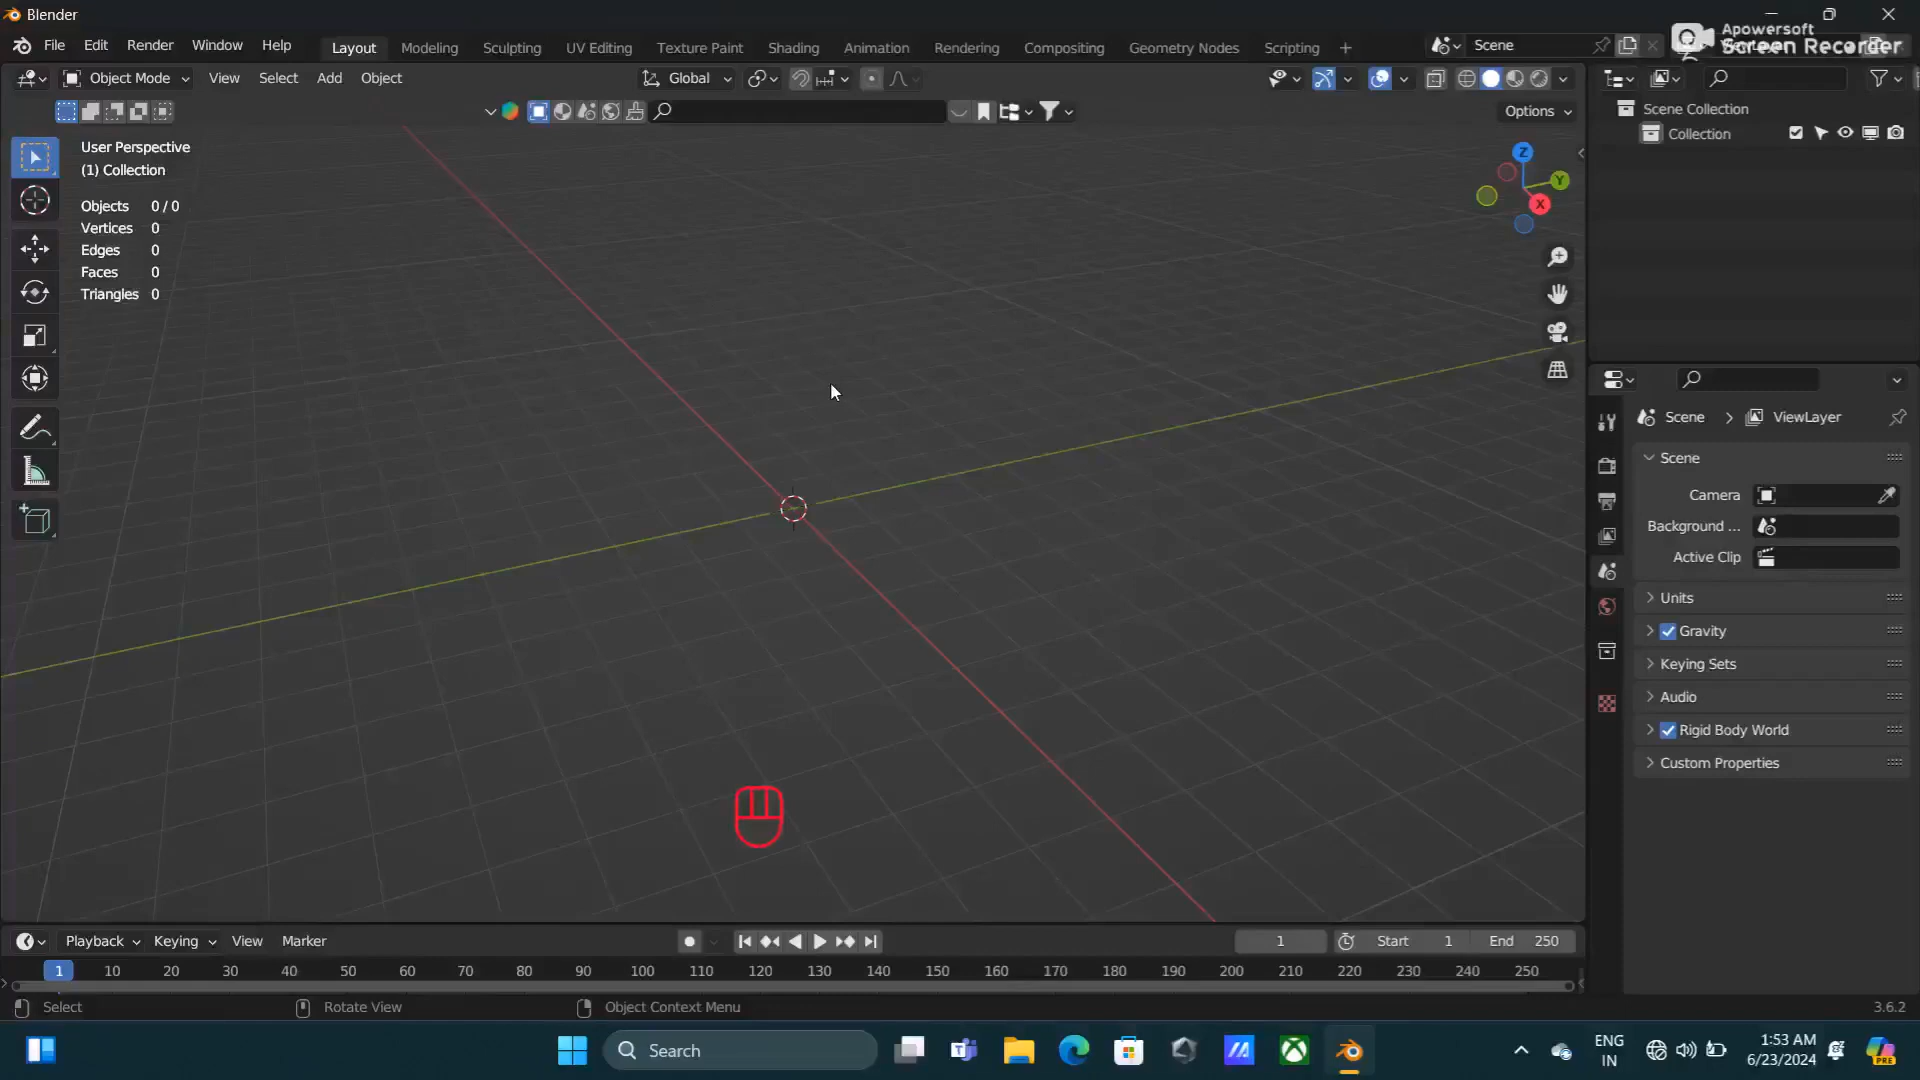 Blender
File Edit Render Window Help Layout Modeling Sculpting UV Editing Texture Paint Shading Animation Rendering Compositing Geometry Nodes Scripting + Scene
Apowersoft
Screen Recorder
Object Mode View Select Add Object Global
Options
User Perspective
(1) Collection
Objects 0 / 0
Vertices 0
Edges 0
Faces 0
Triangles 0
Z
Y
X
Scene Collection
Collection
Scene > ViewLayer
Scene
Camera
Background ...
Active Clip
Units
Gravity
Keying Sets
Audio
Rigid Body World
Custom Properties
Playback Keying View Marker 1 Start 1 End 250
1 10 20 30 40 50 60 70 80 90 100 110 120 130 140 150 160 170 180 190 200 210 220 230 240 250
Select Rotate View Object Context Menu 3.6.2
Search
ENG
IN
1:53 AM
6/23/2024
PRE